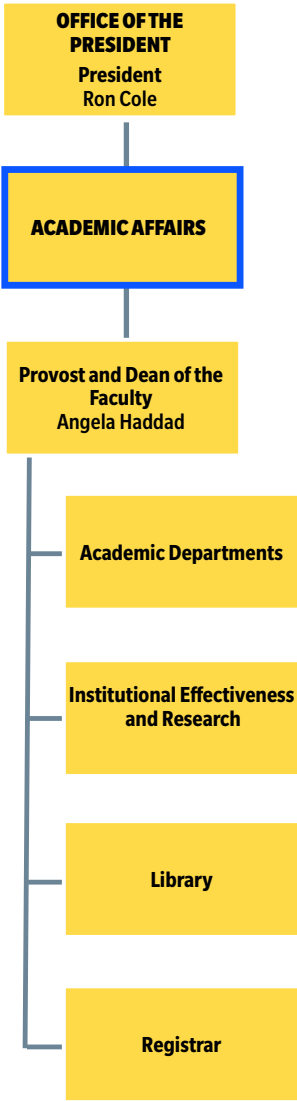 OFFICE OF THE
PRESIDENT
President
Ron Cole
ACADEMIC AFFAIRS
Provost and Dean of the
Faculty
Angela Haddad
Academic Departments
Institutional Effectiveness
and Research
Library
Registrar